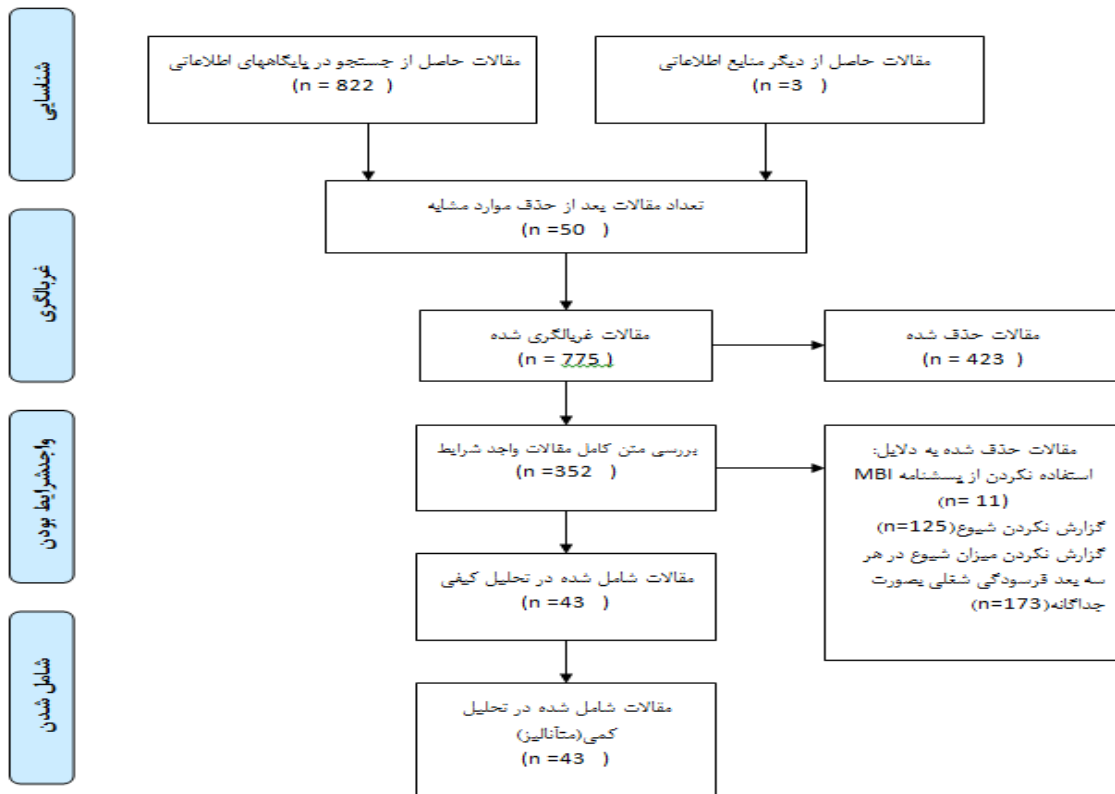 شناسایی
مقالات حاصل از جستجو در پایگاههای اطلاعاتی
(n = 822 )
مقالات حاصل از دیگر منابع اطلاعاتی
(n =3 )
غربالگری
تعداد مقالات بعد از حذف موارد مشابه
(n =50 )
مقالات غربالگری شده
(n = 775 )
مقالات حذف شده
(n = 423 )
واجدشرایط بودن
بررسی متن کامل مقالات واجد شرایط
(n =352 )
مقالات حذف شده به دلایل:
استفاده نکردن از پسشنامه MBI
(n= 11)
گزارش نکردن شیوع(n=125)
گزارش نکردن میزان شیوع در هر
سه بعد فرسودگی شغلی بصورت
جداگانه(n=173)
مقالات شامل شده در تحلیل کیفی
(n =43 )
شامل شدن
مقالات شامل شده در تحلیل
کمی(متاآنالیز)
(n =43 )